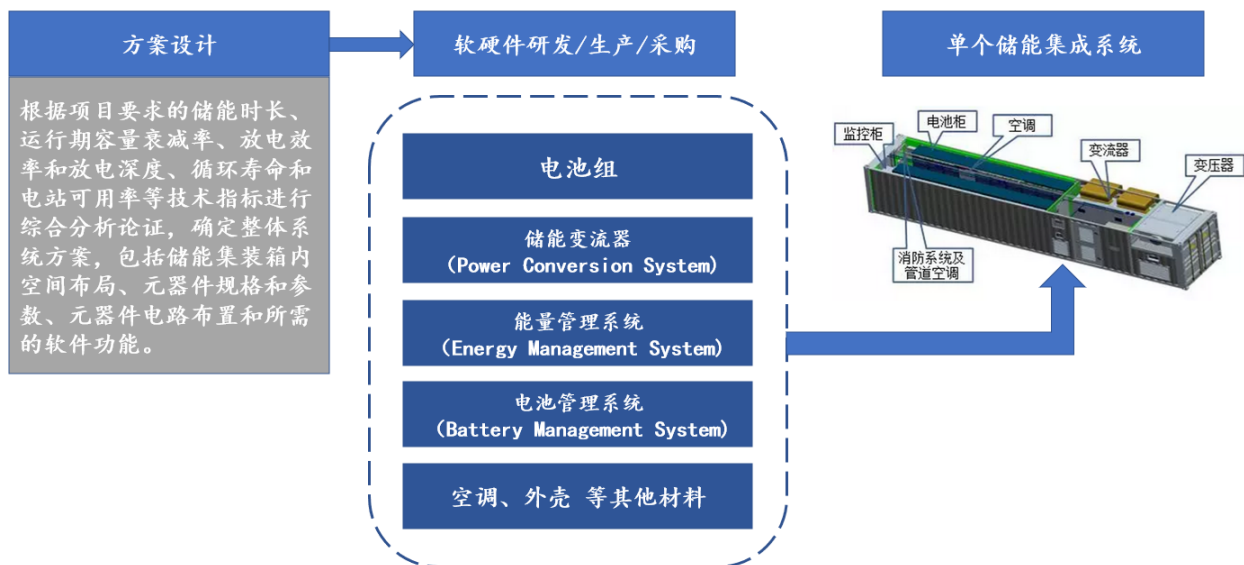 方案设计
根据项目要求的储能时长、
运行期容量衰减率、放电效
率和放电深度、循环寿命和
电站可用率等技术指标进行
综合分析论证，确定整体系
统方案，包括储能集装箱内
空间布局、元器件规格和参
数、元器件电路布置和所需
的软件功能。
软硬件研发/生产/采购
电池组
储能变流器
（Power Conversion System）
能量管理系统
（Energy Management System）
电池管理系统
（Battery Management System）
空调、外壳 等其他材料
单个储能集成系统
监控柜
电池柜
空调
变流器
变压器
消防系统及
管道空调